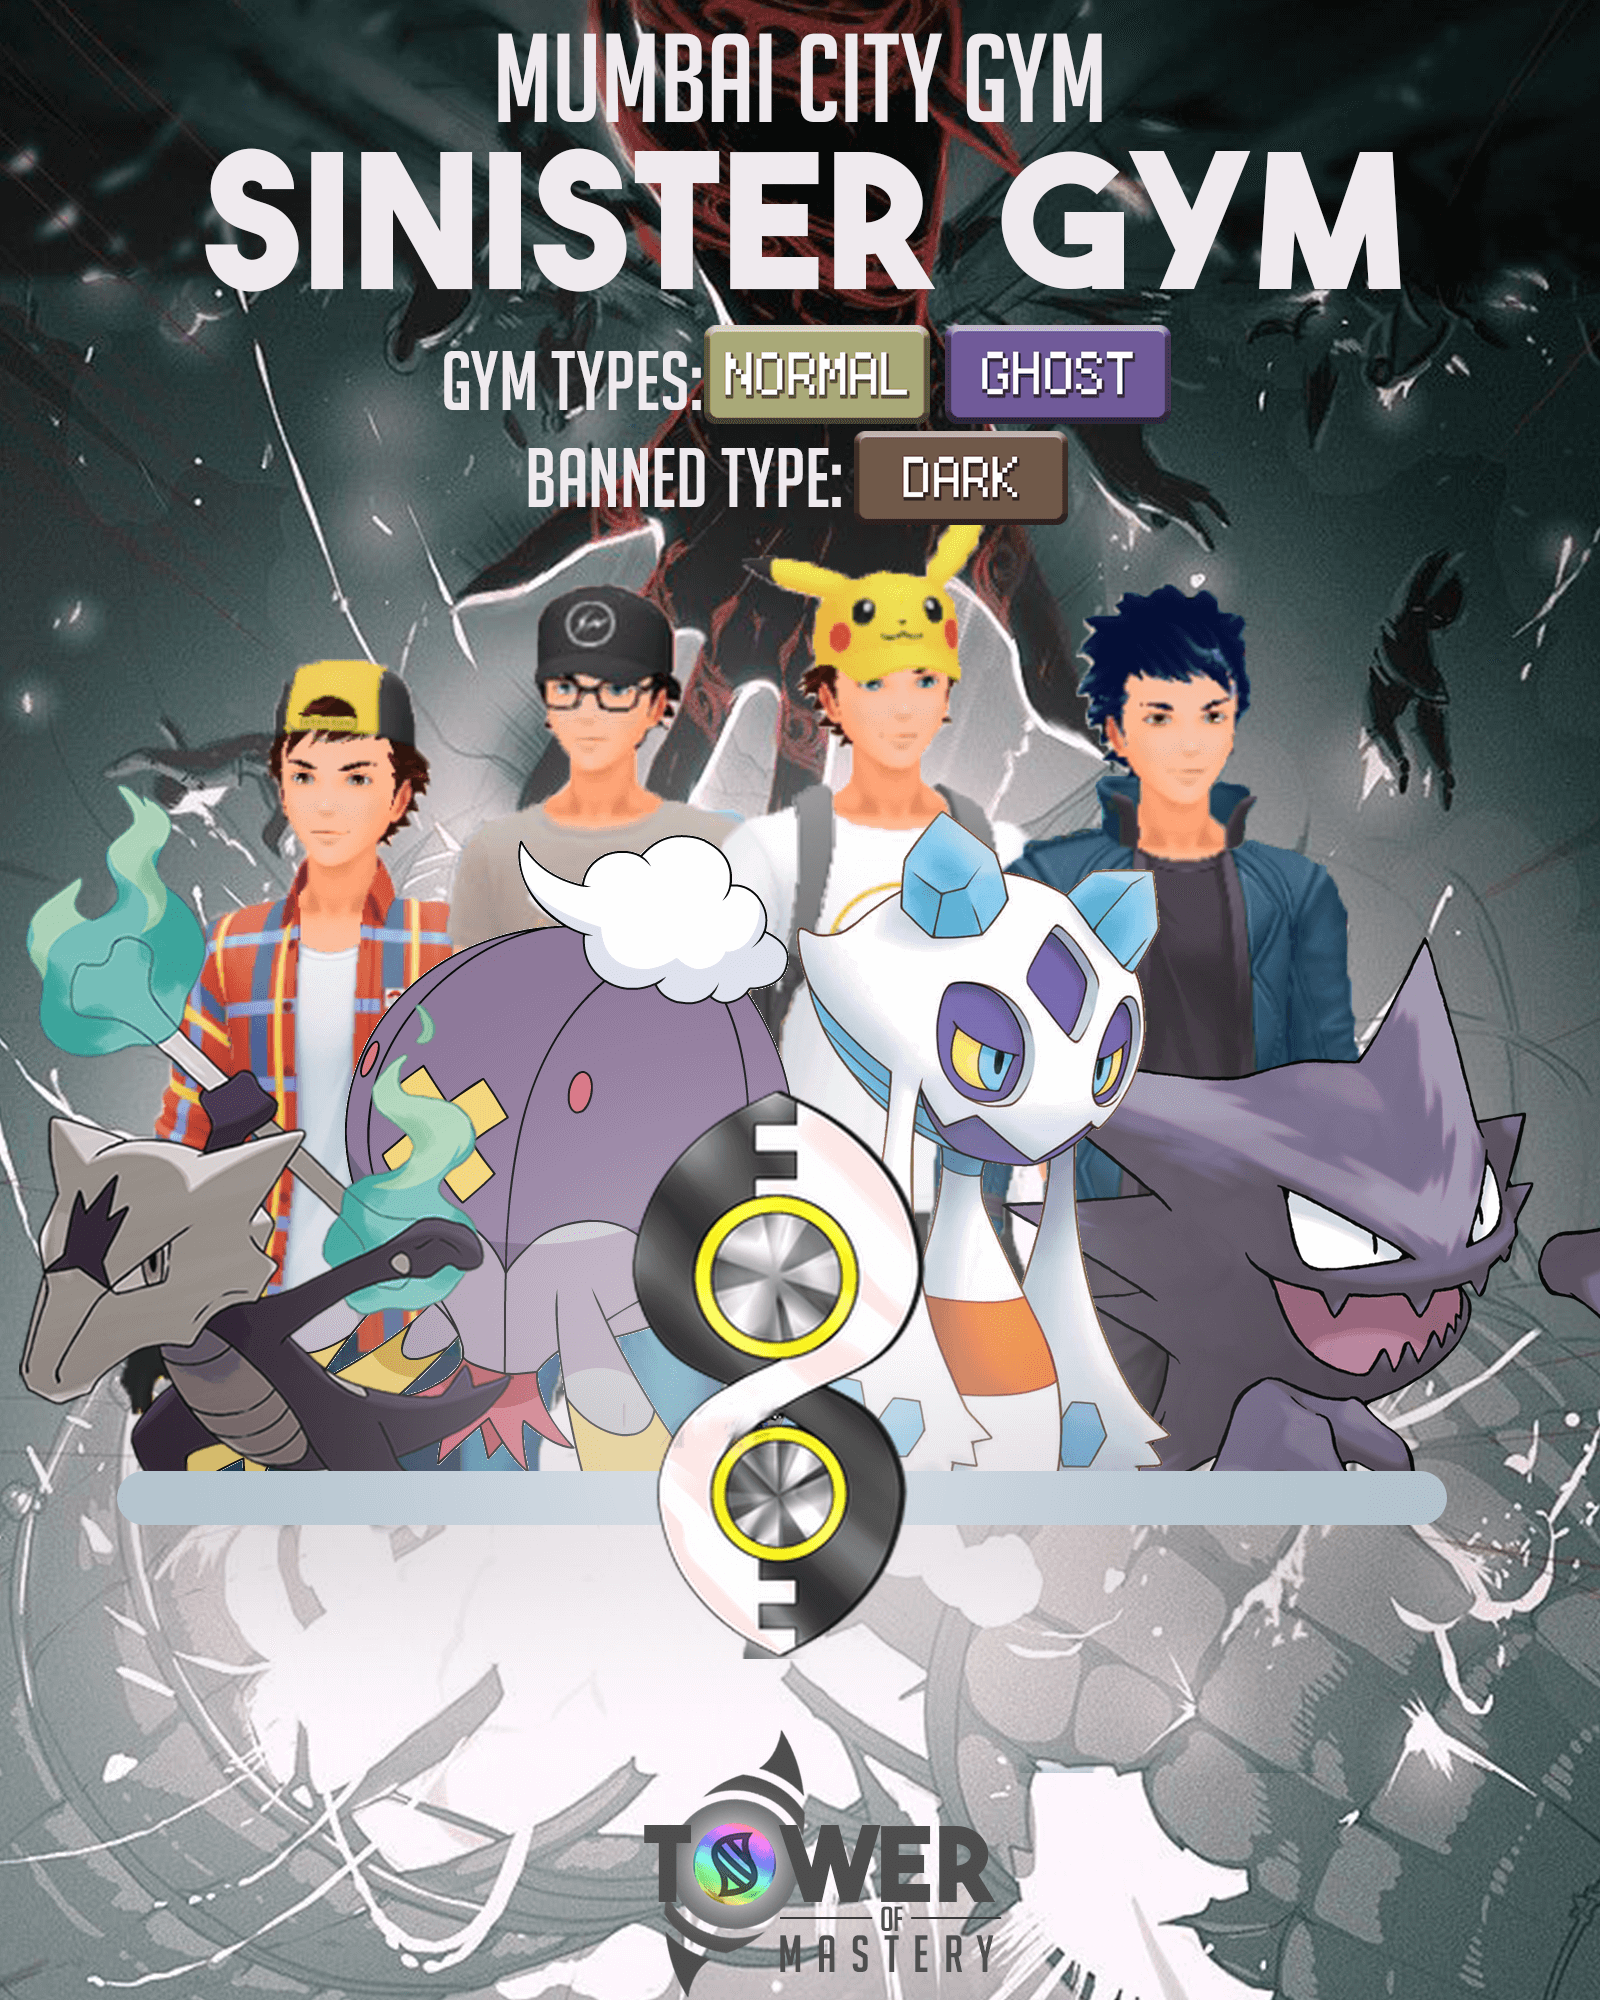 MUMBAI CITY GYM
SINISTER GYM
GYM TYPES: NORMAL GHOST
BANNED TYPE: DARK
TOWER
OF
MASTERY